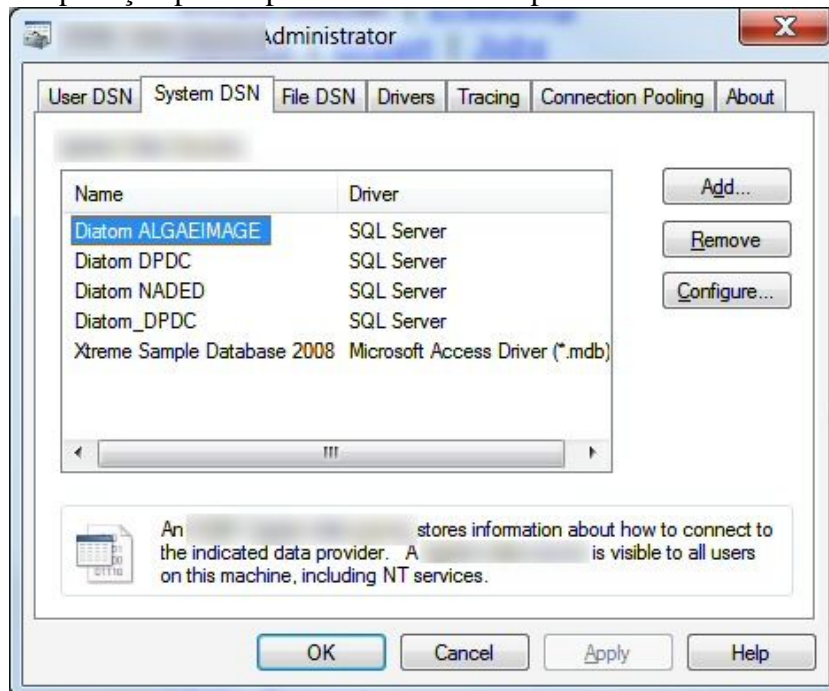 Administrator
User DSN System DSN File DSN Drivers Tracing Connection Pooling About
Name Driver Add...
Diatom ALGAEIMAGE SQL Server
Remove
Diatom DPDC SQL Server
Diatom NADED SQL Server
Configure...
Diatom_DPDC SQL Server
Xtreme Sample Database 2008 Microsoft Access Driver (*.mdb)
An stores information about how to connect to
the indicated data provider. A is visible to all users
on this machine, including NT services.
OK Cancel Apply Help